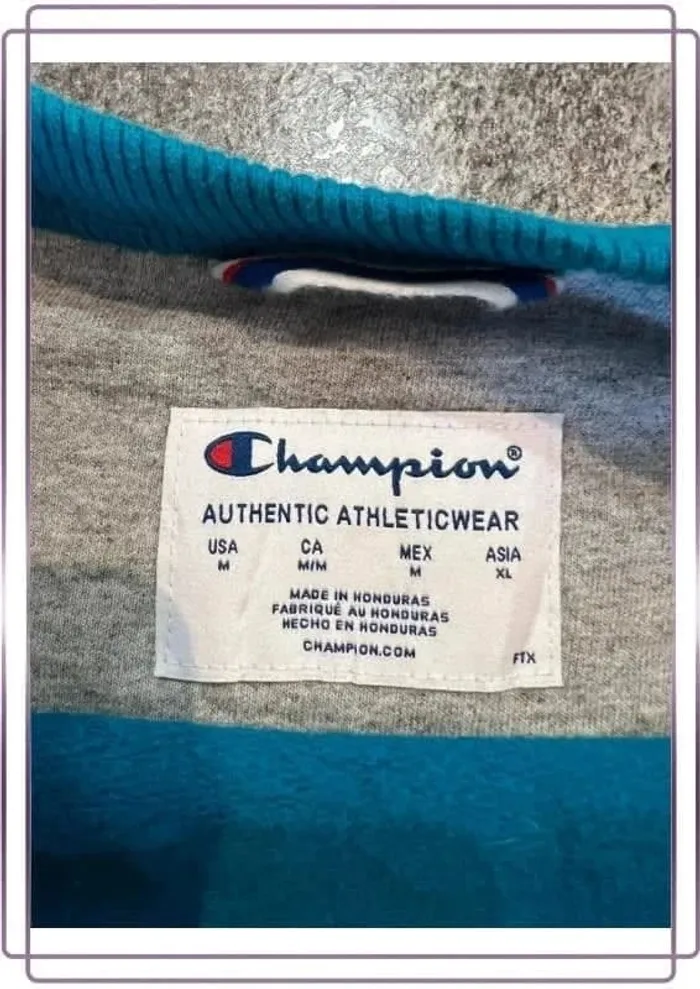 Champion®
AUTHENTIC ATHLETICWEAR
USA CA MEX ASIA
M M/M M XL
MADE IN HONDURAS
FABRIQUÉ AU HONDURAS
HECHO EN HONDURAS
CHAMPION.COM
FTX